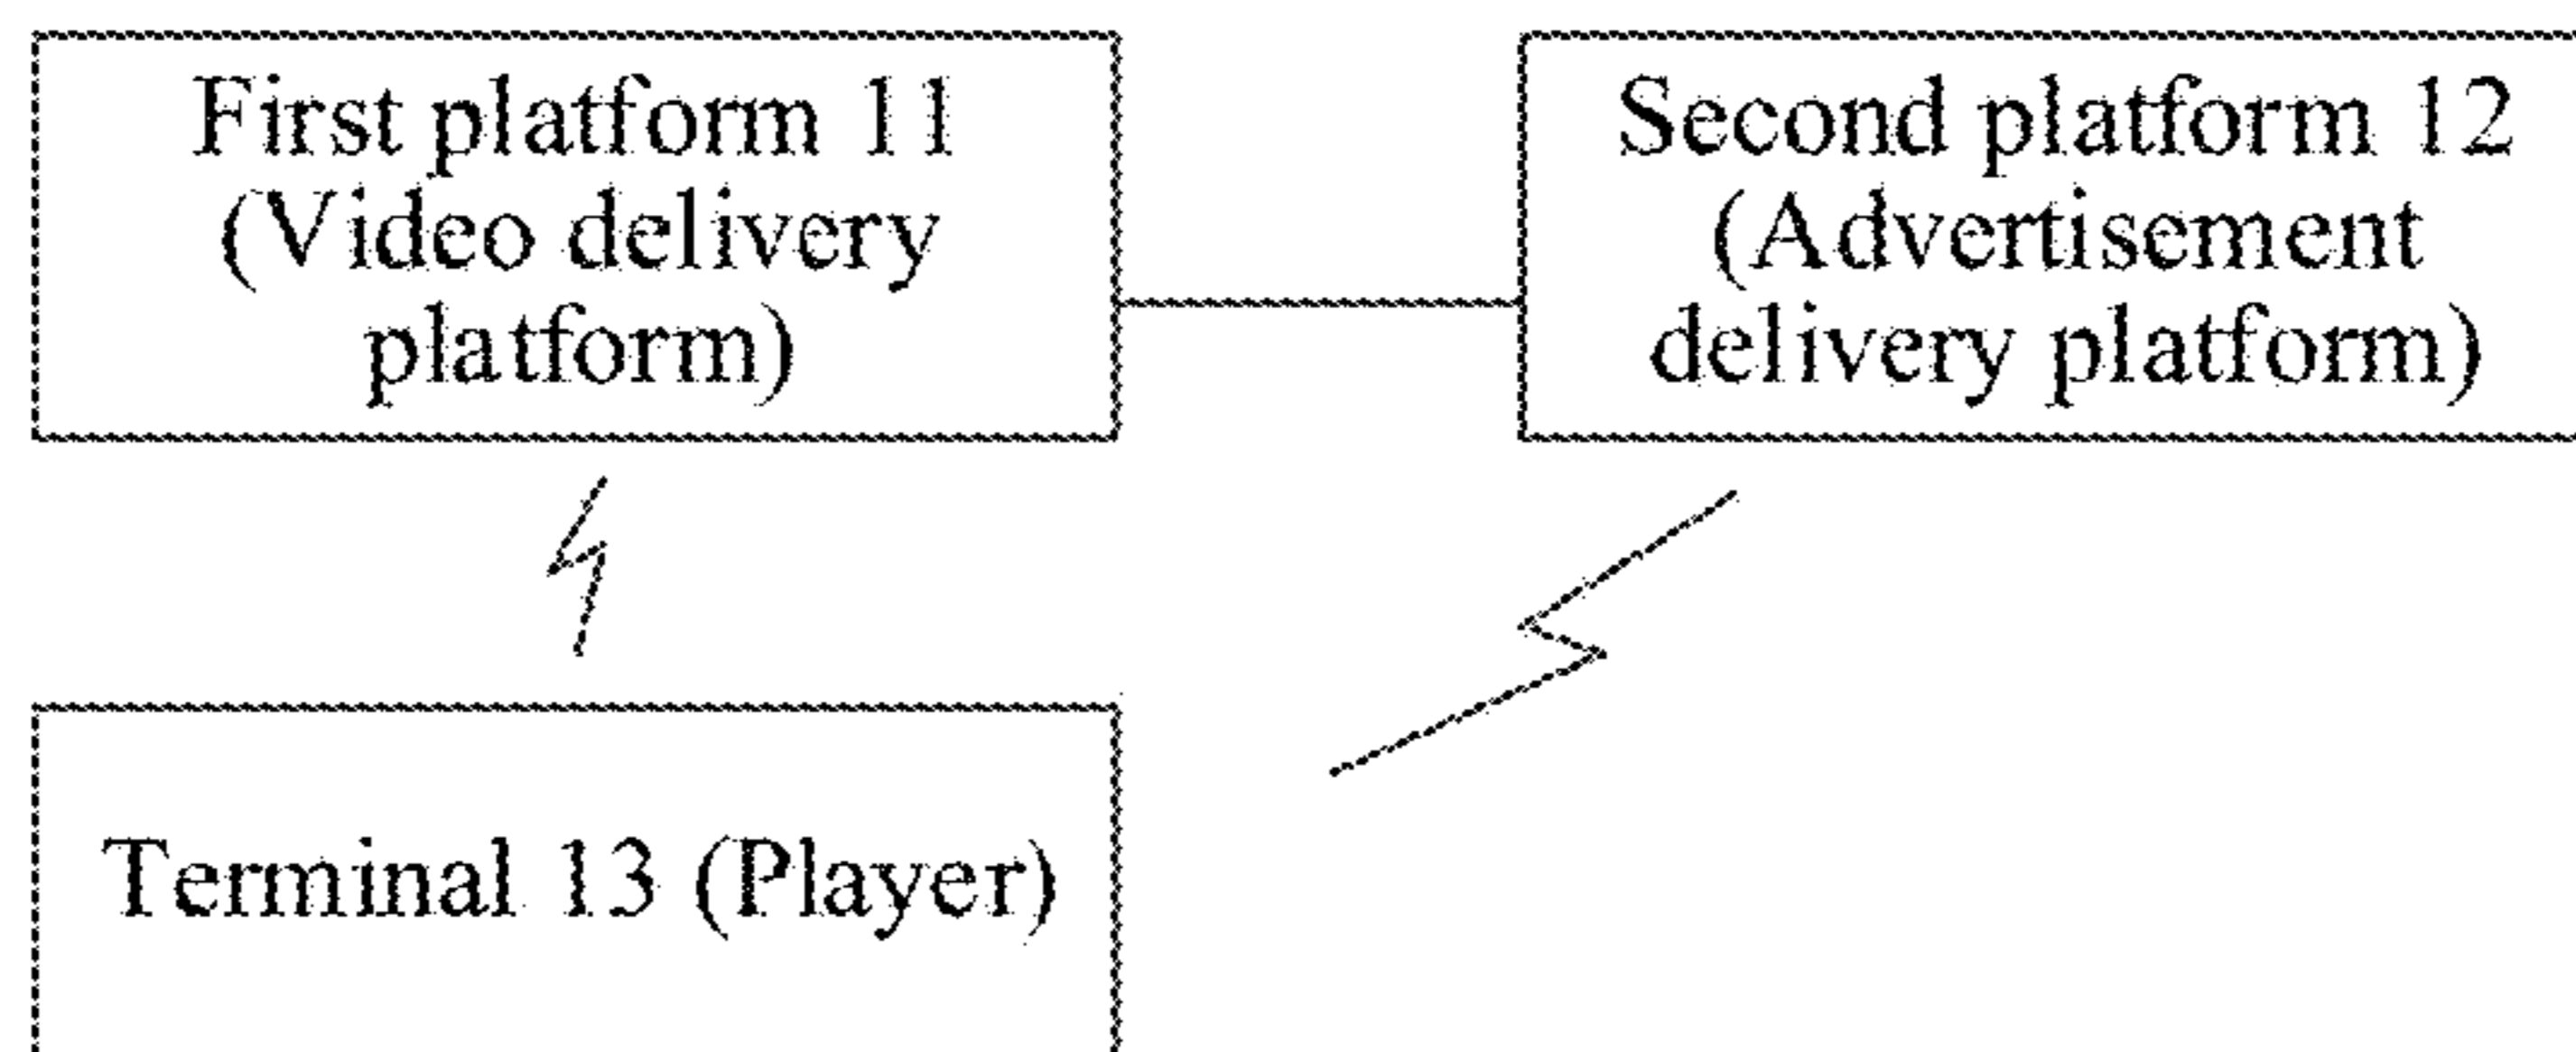 First platform 11
(Video delivery
platform)
Second platform 12
(Advertisement
delivery platform)
Terminal 13 (Player)